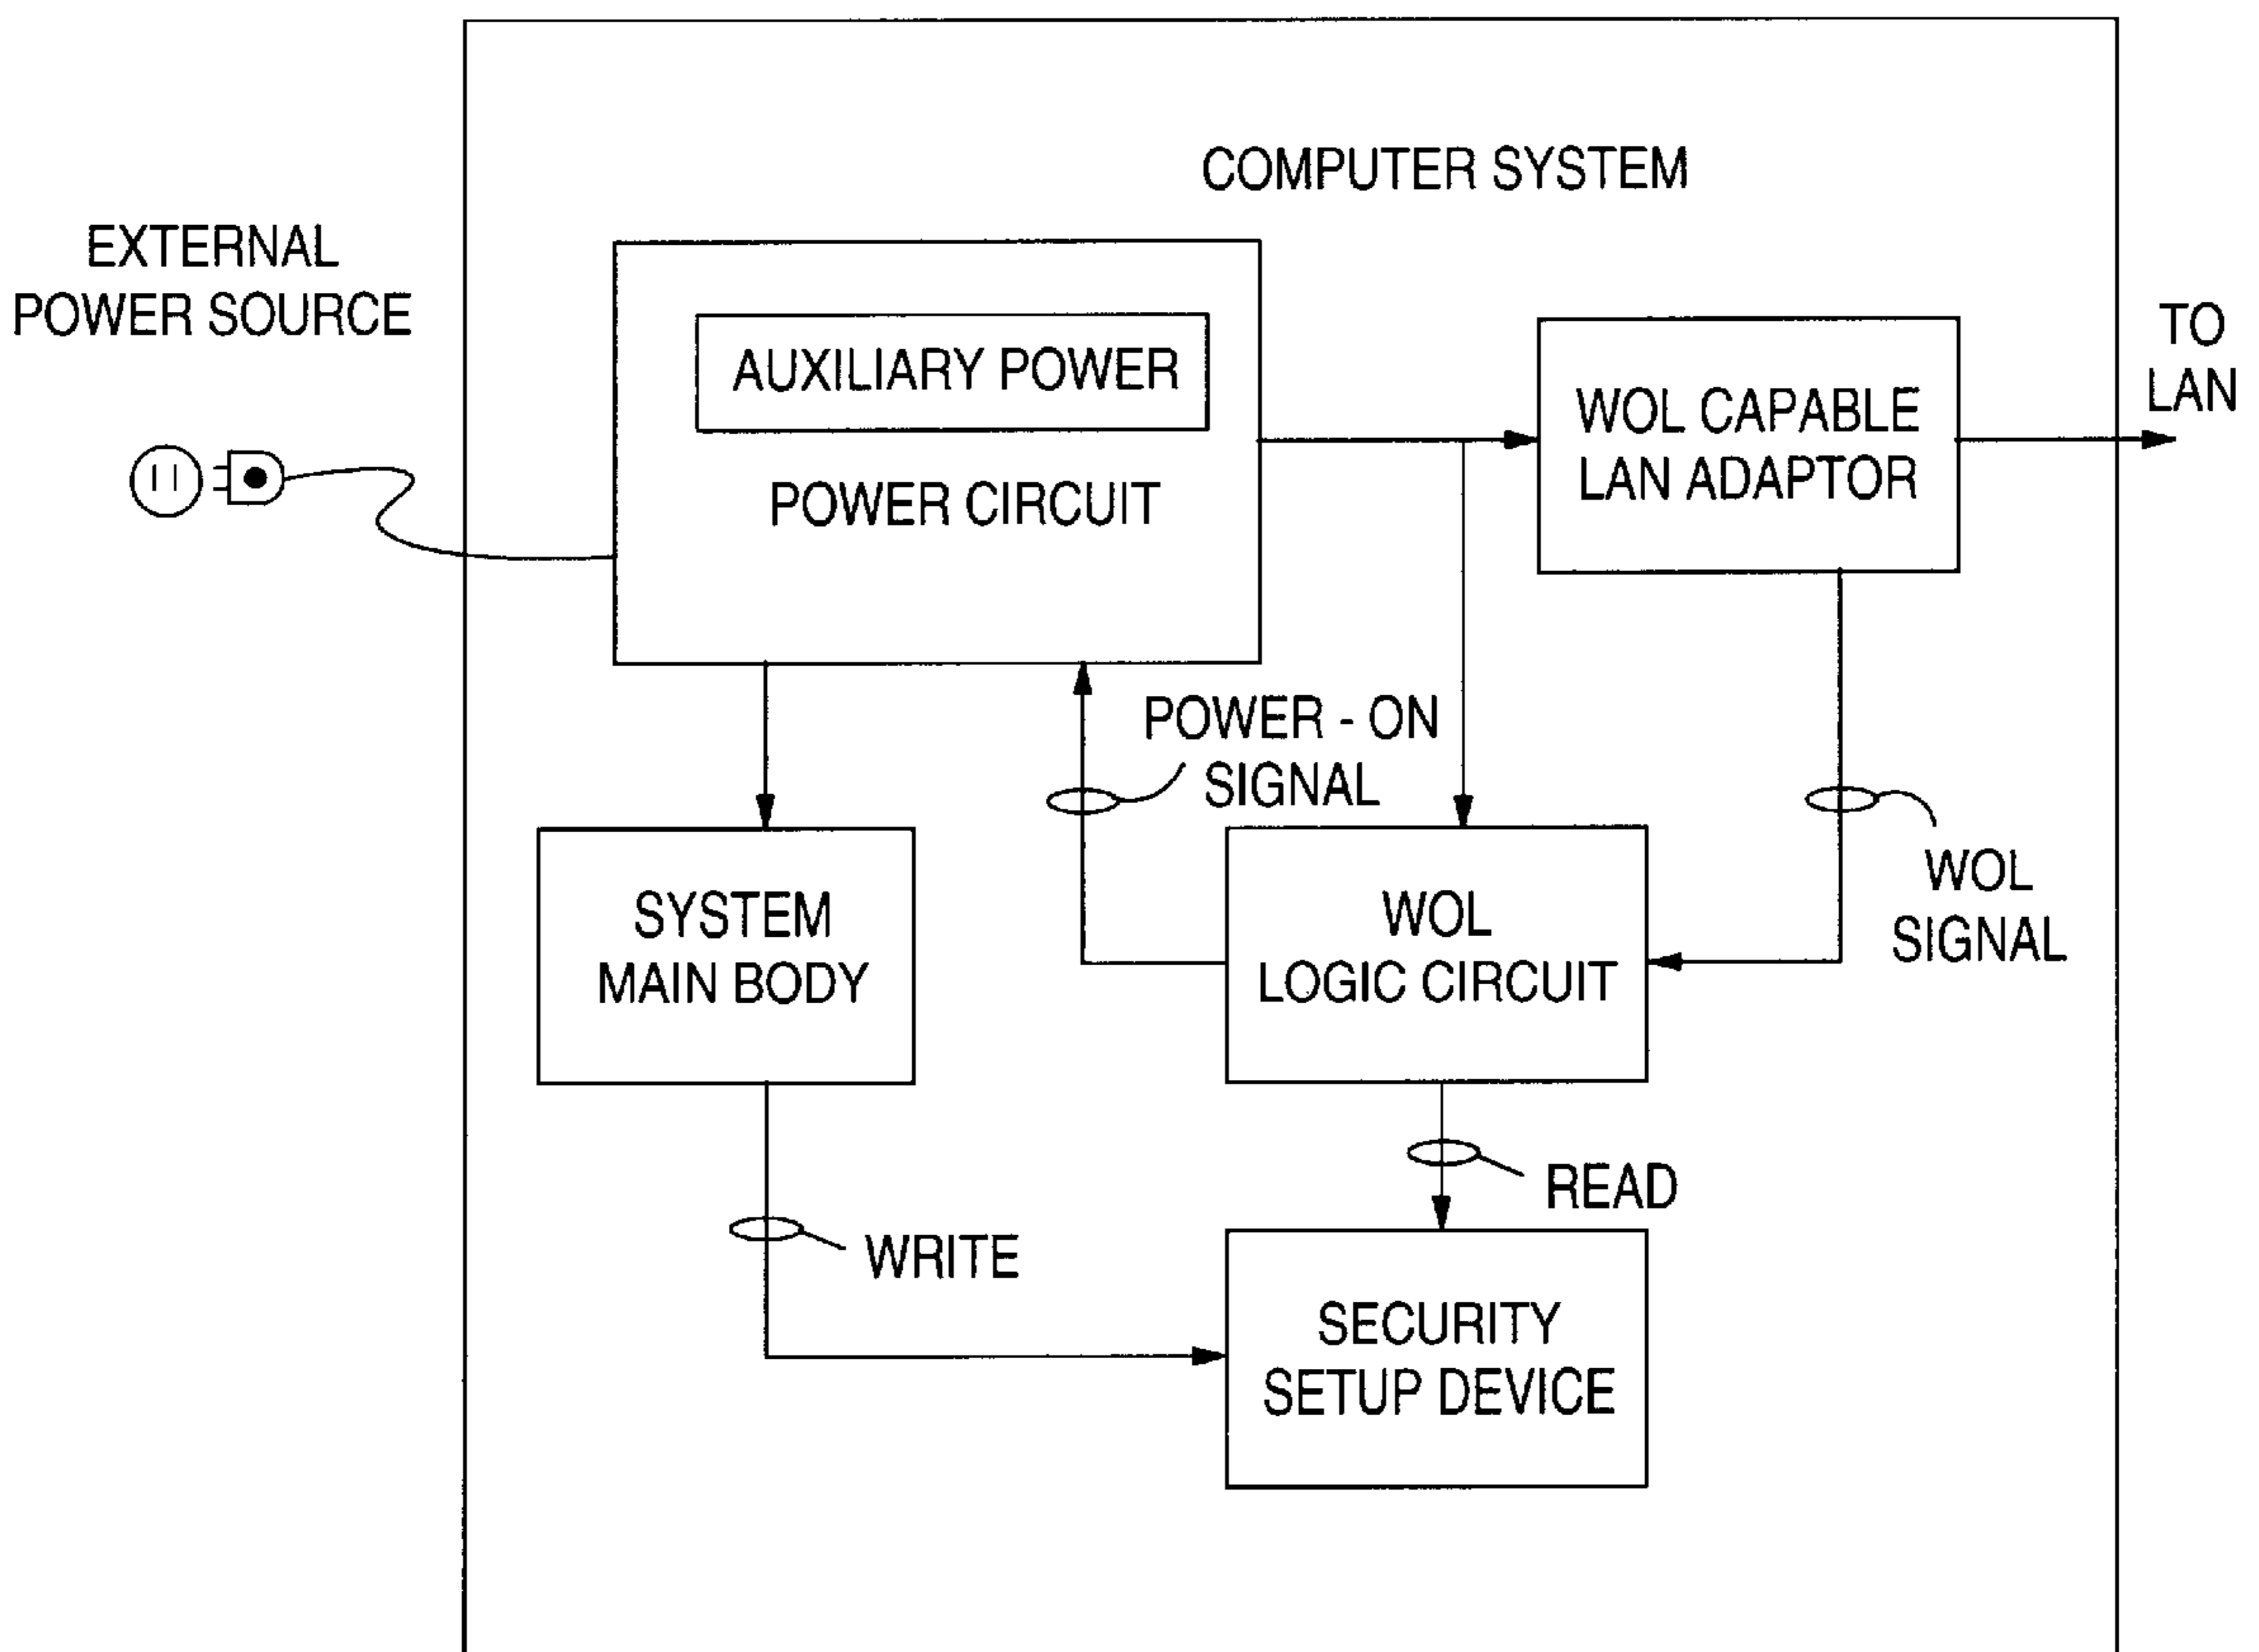 COMPUTER SYSTEM
EXTERNAL
POWER SOURCE
AUXILIARY POWER
POWER CIRCUIT
WOL CAPABLE
LAN ADAPTOR
TO
LAN
POWER - ON
SIGNAL
WOL
SIGNAL
SYSTEM
MAIN BODY
WOL
LOGIC CIRCUIT
READ
WRITE
SECURITY
SETUP DEVICE